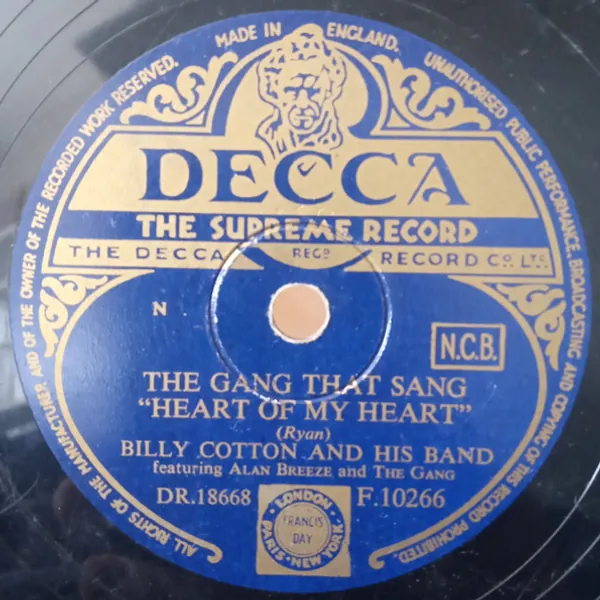 MADE IN ENGLAND.
UNAUTHORISED PUBLIC PERFORMANCE, BROADCASTING AND COPYING OF THIS RECORD PROHIBITED.
ALL RIGHTS OF THE MANUFACTURER AND OF THE OWNER OF THE RECORDED WORK RESERVED.
DECCA
THE SUPREME RECORD
THE DECCA REGD RECORD CO. LTD.
N
N.C.B.
THE GANG THAT SANG
“HEART OF MY HEART”
(Ryan)
BILLY COTTON AND HIS BAND
featuring ALAN BREEZE and THE GANG
DR.18668 F.10266
LONDON
FRANCIS
DAY
PARIS • NEW YORK